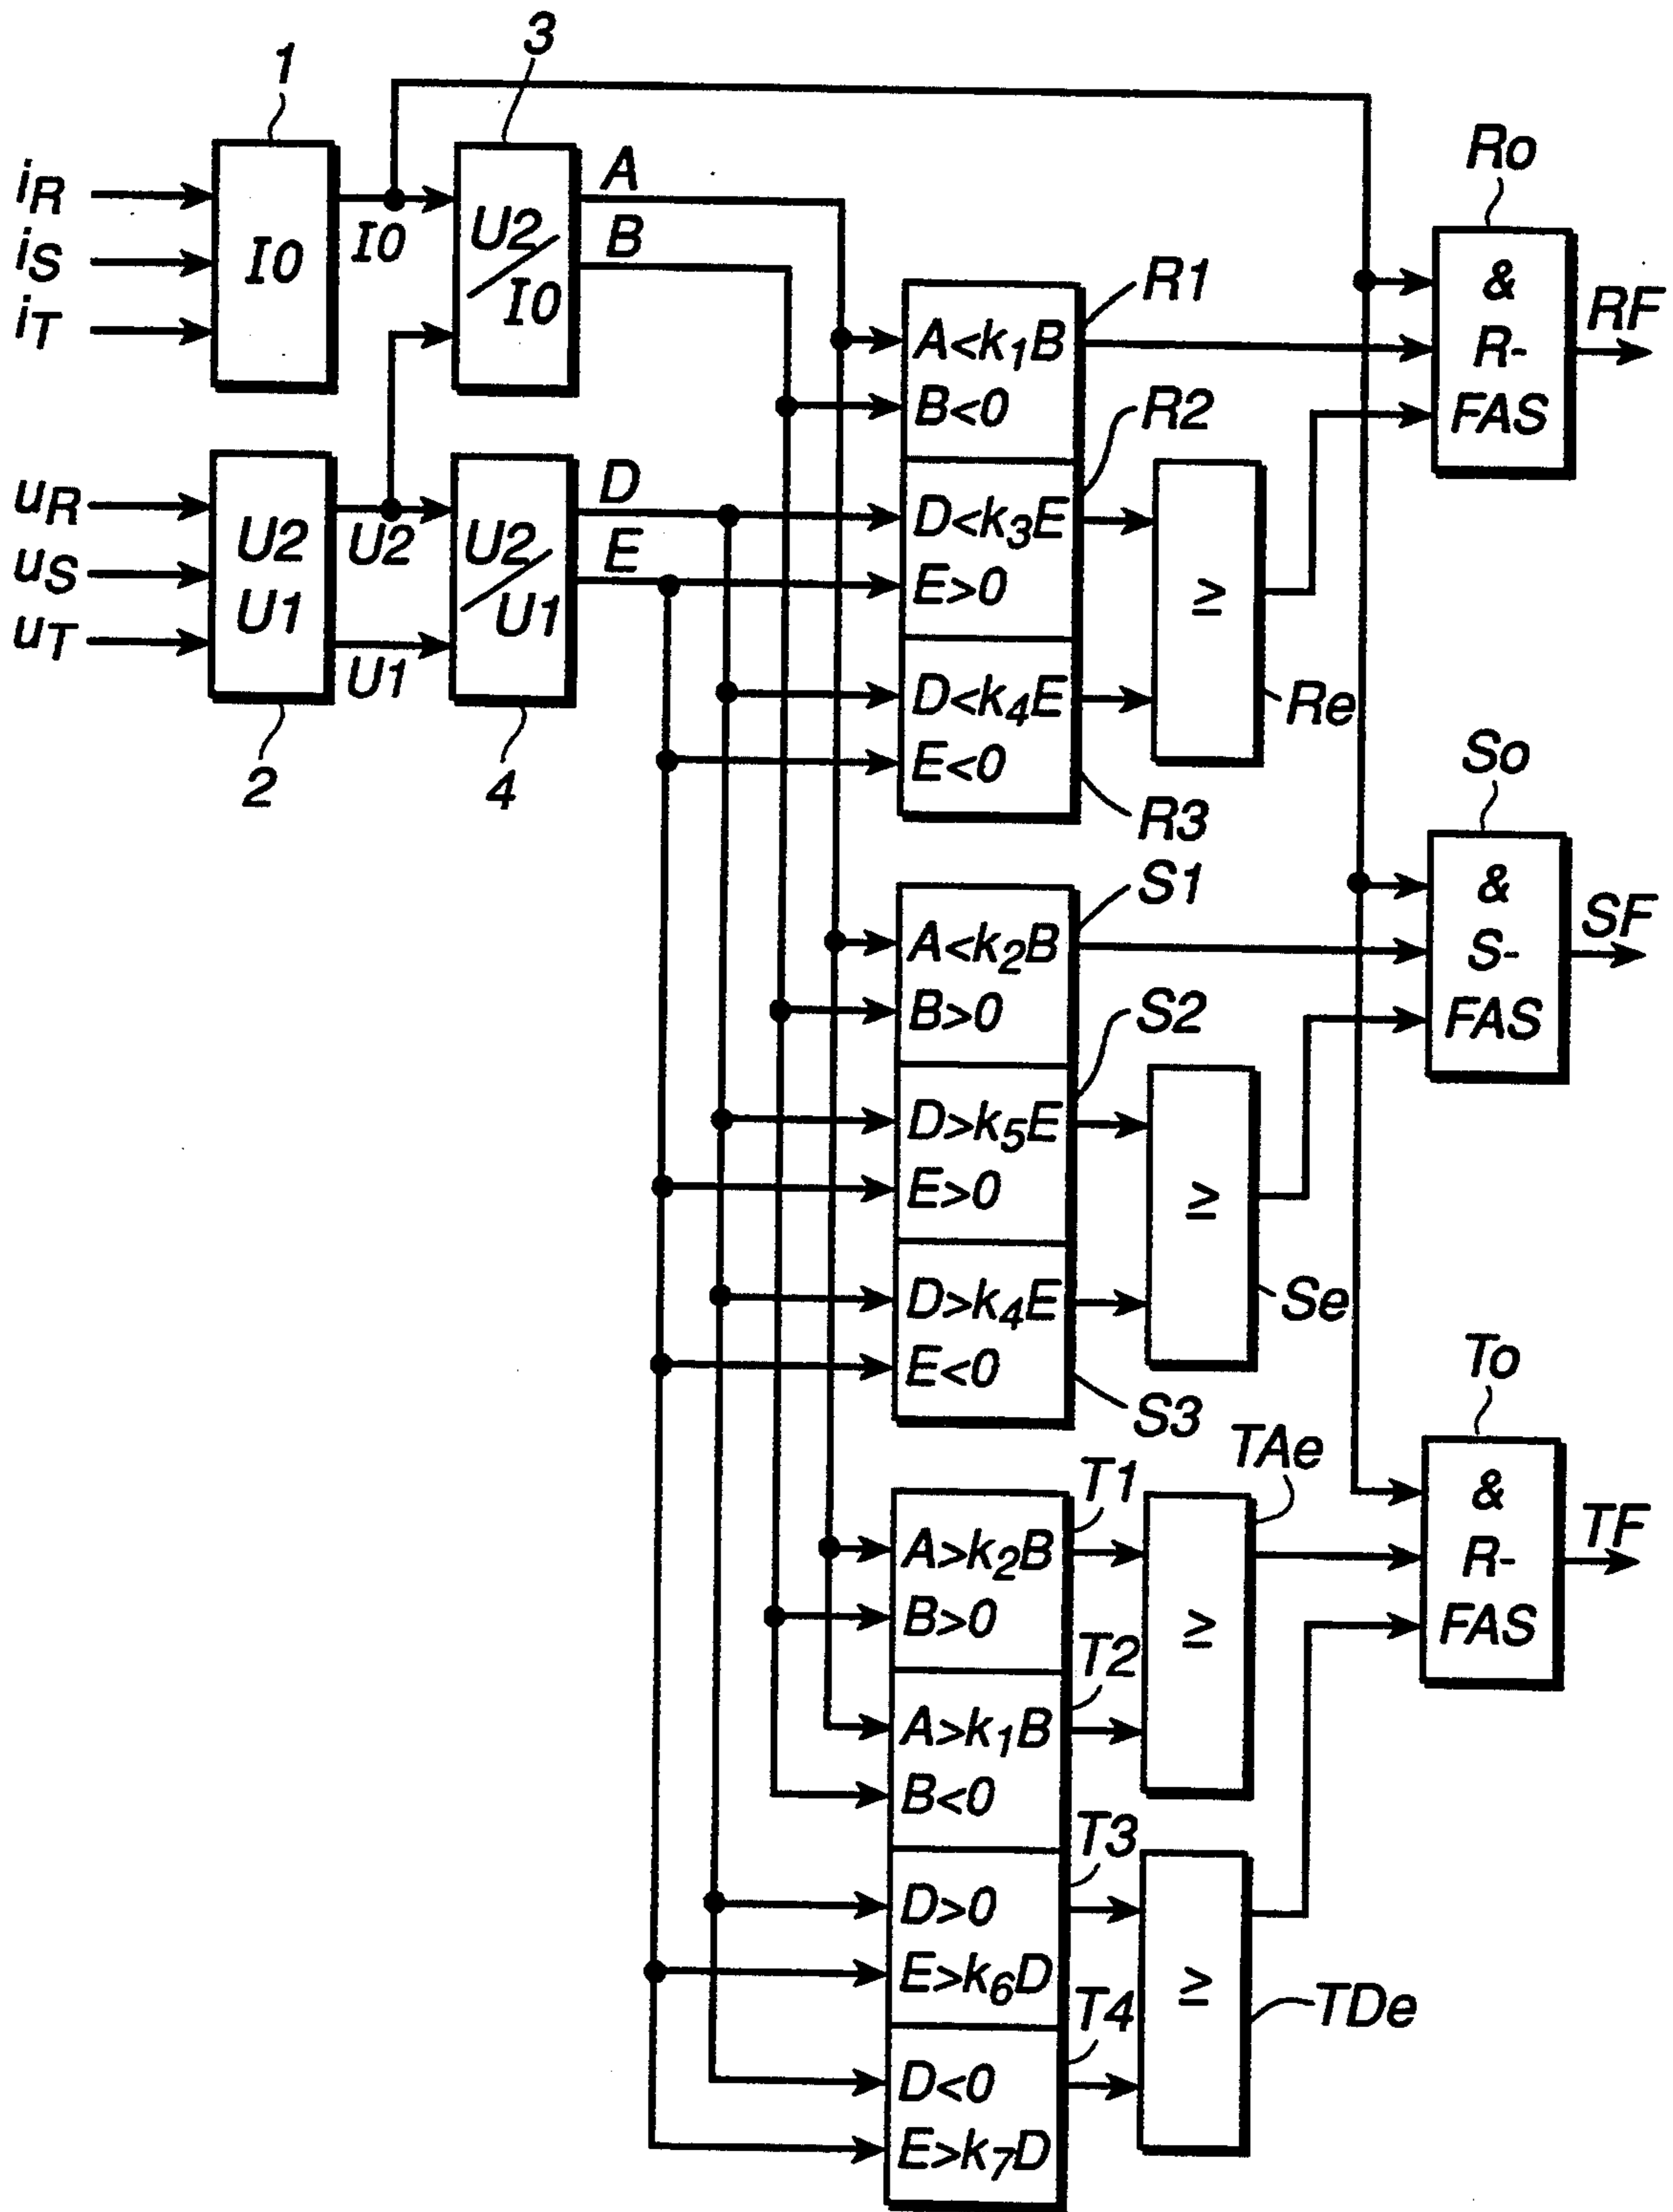 1
3
iR
iS
iT
I0
I0
U2/I0
A
B
Ro
&
R-
FAS
RF
uR
uS
uT
U2
U1
U2
U1
U2/U1
D
E
2
4
A<k1B
B<0
R1
D<k3E
E>0
R2
D<k4E
E<0
R3
≥
Re
So
&
S-
FAS
SF
A<k2B
B>0
S1
D>k5E
E>0
S2
D>k4E
E<0
S3
≥
Se
To
&
R-
FAS
TF
A>k2B
B>0
T1
A>k1B
B<0
T2
TAe
≥
D>0
E>k6D
T3
D<0
E>k7D
T4
≥
TDe